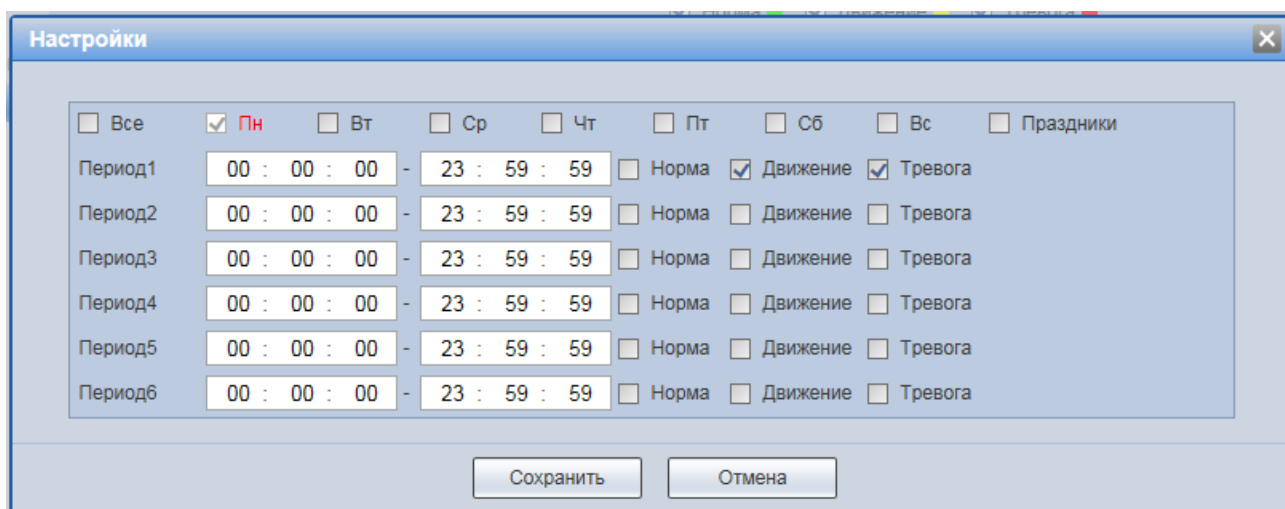 Норма Движение Тревога
Настройки
Все Пн Вт Ср Чт Пт Сб Вс Праздники
Период1 00 : 00 : 00 - 23 : 59 : 59 Норма Движение Тревога
Период2 00 : 00 : 00 - 23 : 59 : 59 Норма Движение Тревога
Период3 00 : 00 : 00 - 23 : 59 : 59 Норма Движение Тревога
Период4 00 : 00 : 00 - 23 : 59 : 59 Норма Движение Тревога
Период5 00 : 00 : 00 - 23 : 59 : 59 Норма Движение Тревога
Период6 00 : 00 : 00 - 23 : 59 : 59 Норма Движение Тревога
Сохранить Отмена